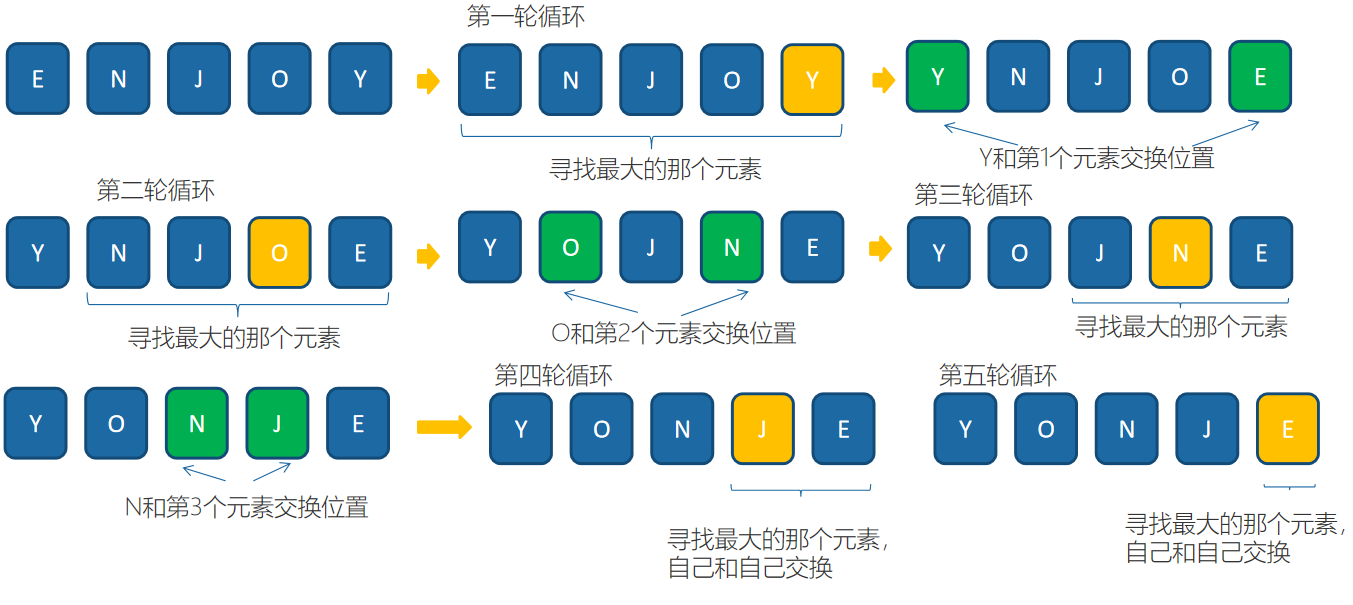 第一轮循环
E N J O Y
E N J O Y
Y N J O E
寻找最大的那个元素
Y和第1个元素交换位置
第二轮循环
第三轮循环
Y N J O E
Y O J N E
Y O J N E
寻找最大的那个元素
O和第2个元素交换位置
寻找最大的那个元素
第四轮循环
第五轮循环
Y O N J E
Y O N J E
Y O N J E
N和第3个元素交换位置
寻找最大的那个元素，
自己和自己交换
寻找最大的那个元素，
自己和自己交换